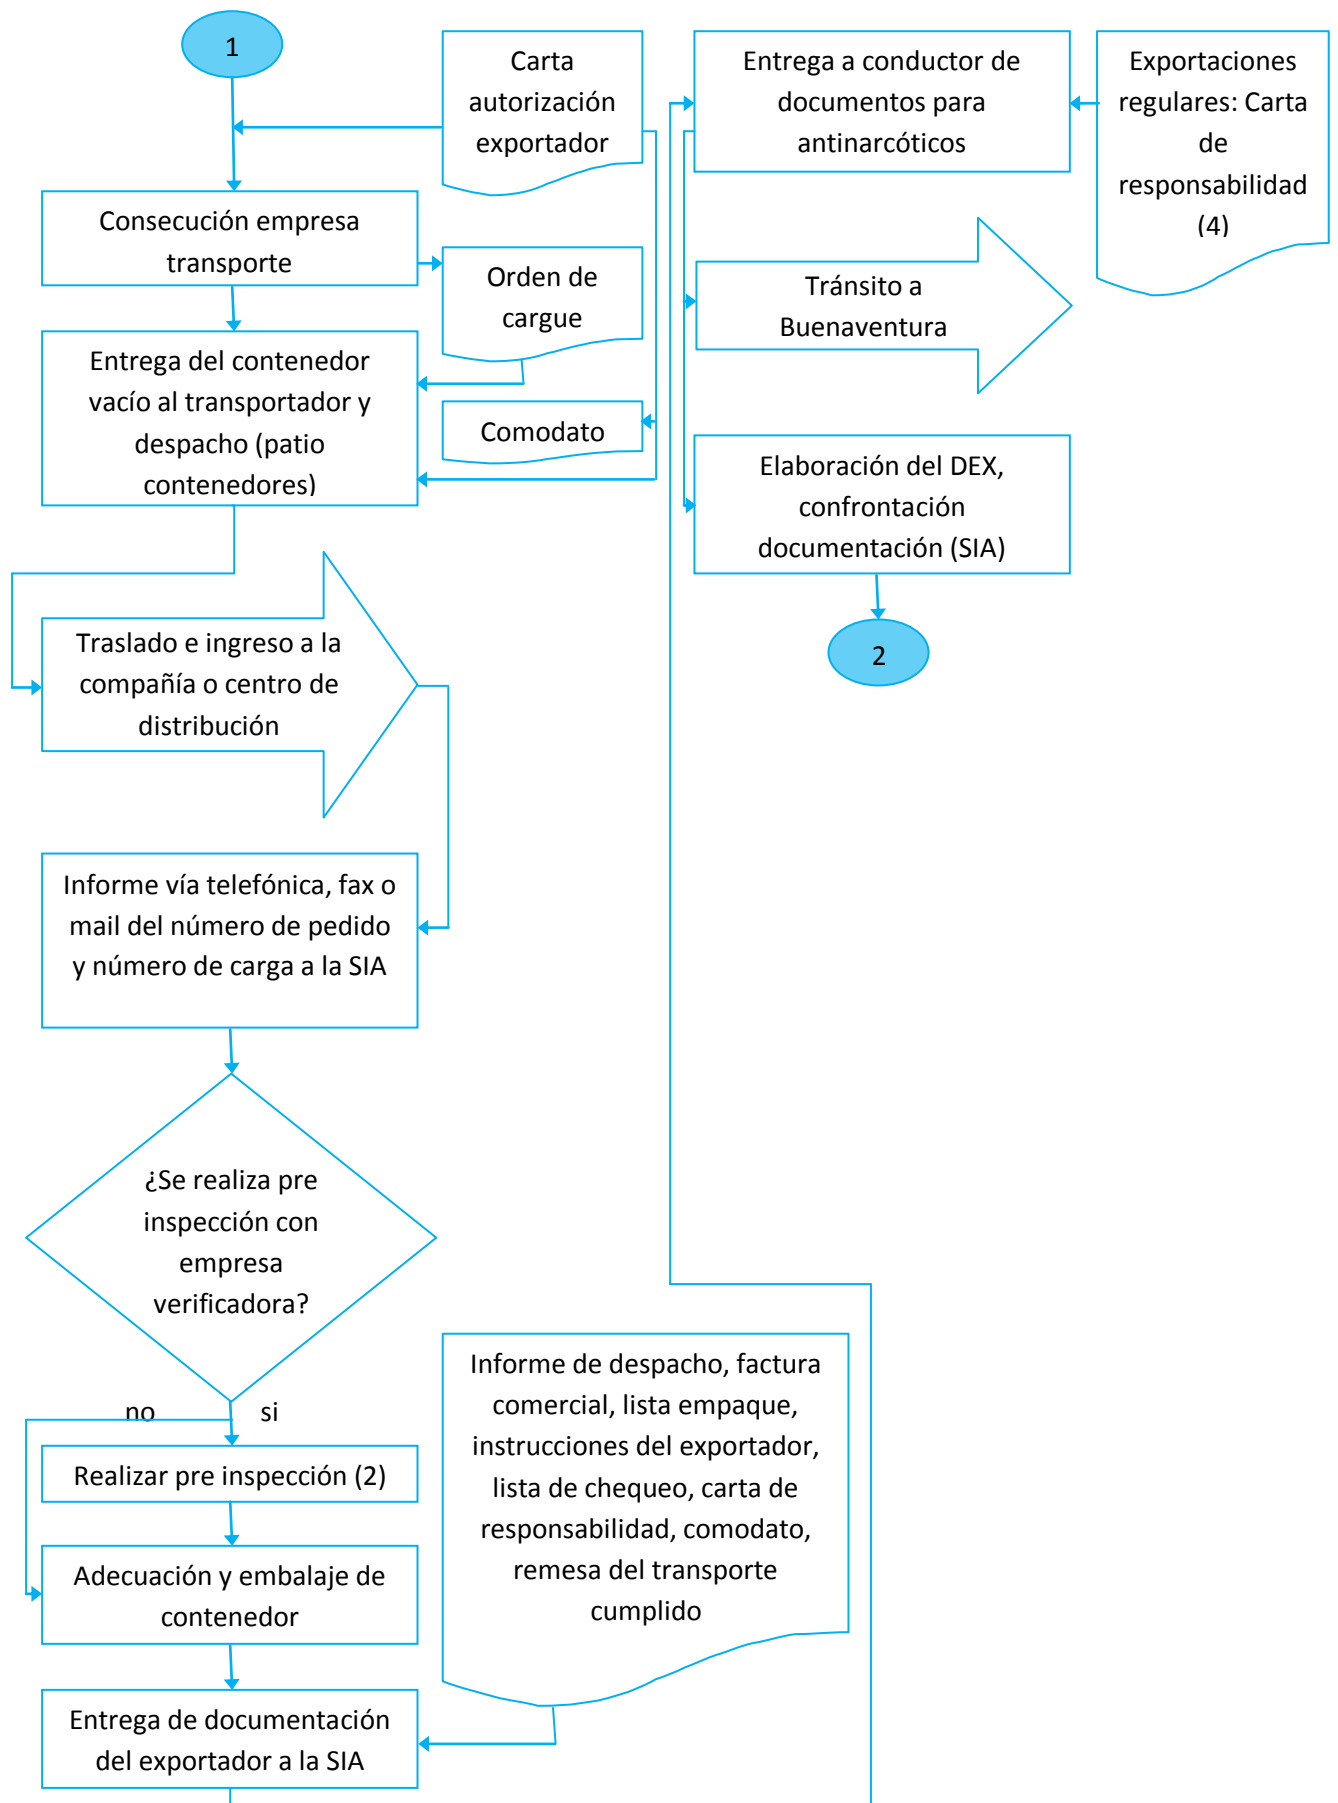 1
Carta
autorización
exportador
Consecución empresa
transporte
Orden de
cargue
Entrega del contenedor
vacío al transportador y
despacho (patio
contenedores)
Comodato
Traslado e ingreso a la
compañía o centro de
distribución
Informe vía telefónica, fax o
mail del número de pedido
y número de carga a la SIA
¿Se realiza pre
inspección con
empresa
verificadora?
no
si
Realizar pre inspección (2)
Adecuación y embalaje de
contenedor
Informe de despacho, factura
comercial, lista empaque,
instrucciones del exportador,
lista de chequeo, carta de
responsabilidad, comodato,
remesa del transporte
cumplido
Entrega de documentación
del exportador a la SIA
Entrega a conductor de
documentos para
antinarcóticos
Exportaciones
regulares: Carta
de
responsabilidad
(4)
Tránsito a
Buenaventura
Elaboración del DEX,
confrontación
documentación (SIA)
2